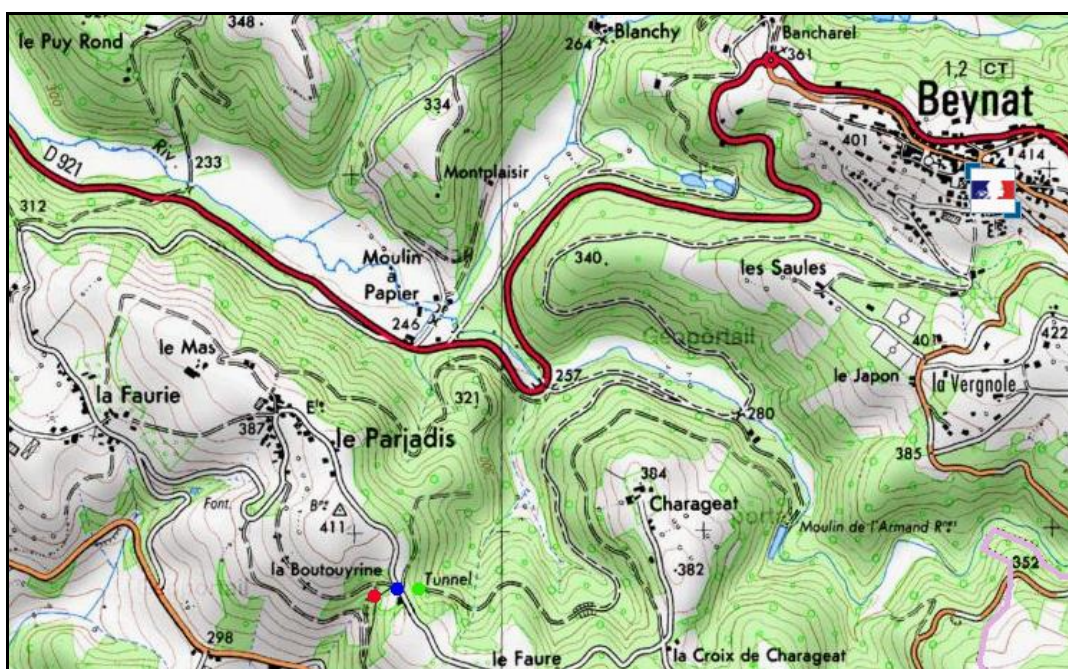 348
le Puy Rond
264
Blanchy
Bancharel
361
1,2 CT
Beynat
300
334
401
414
D 921
Riv.
233
Montplaisir
312
Moulin
à
Papier
340
les Saules
Géoportail
246
401
422
le Mas
le Japon
la Vergnole
257
321
la Faurie
280
387
le Parjadis
385
384
Charageat
Font.
411
Moulin de l'Armand
352
la Boutouyrine
Tunnel
382
298
le Faure
la Croix de Charageat